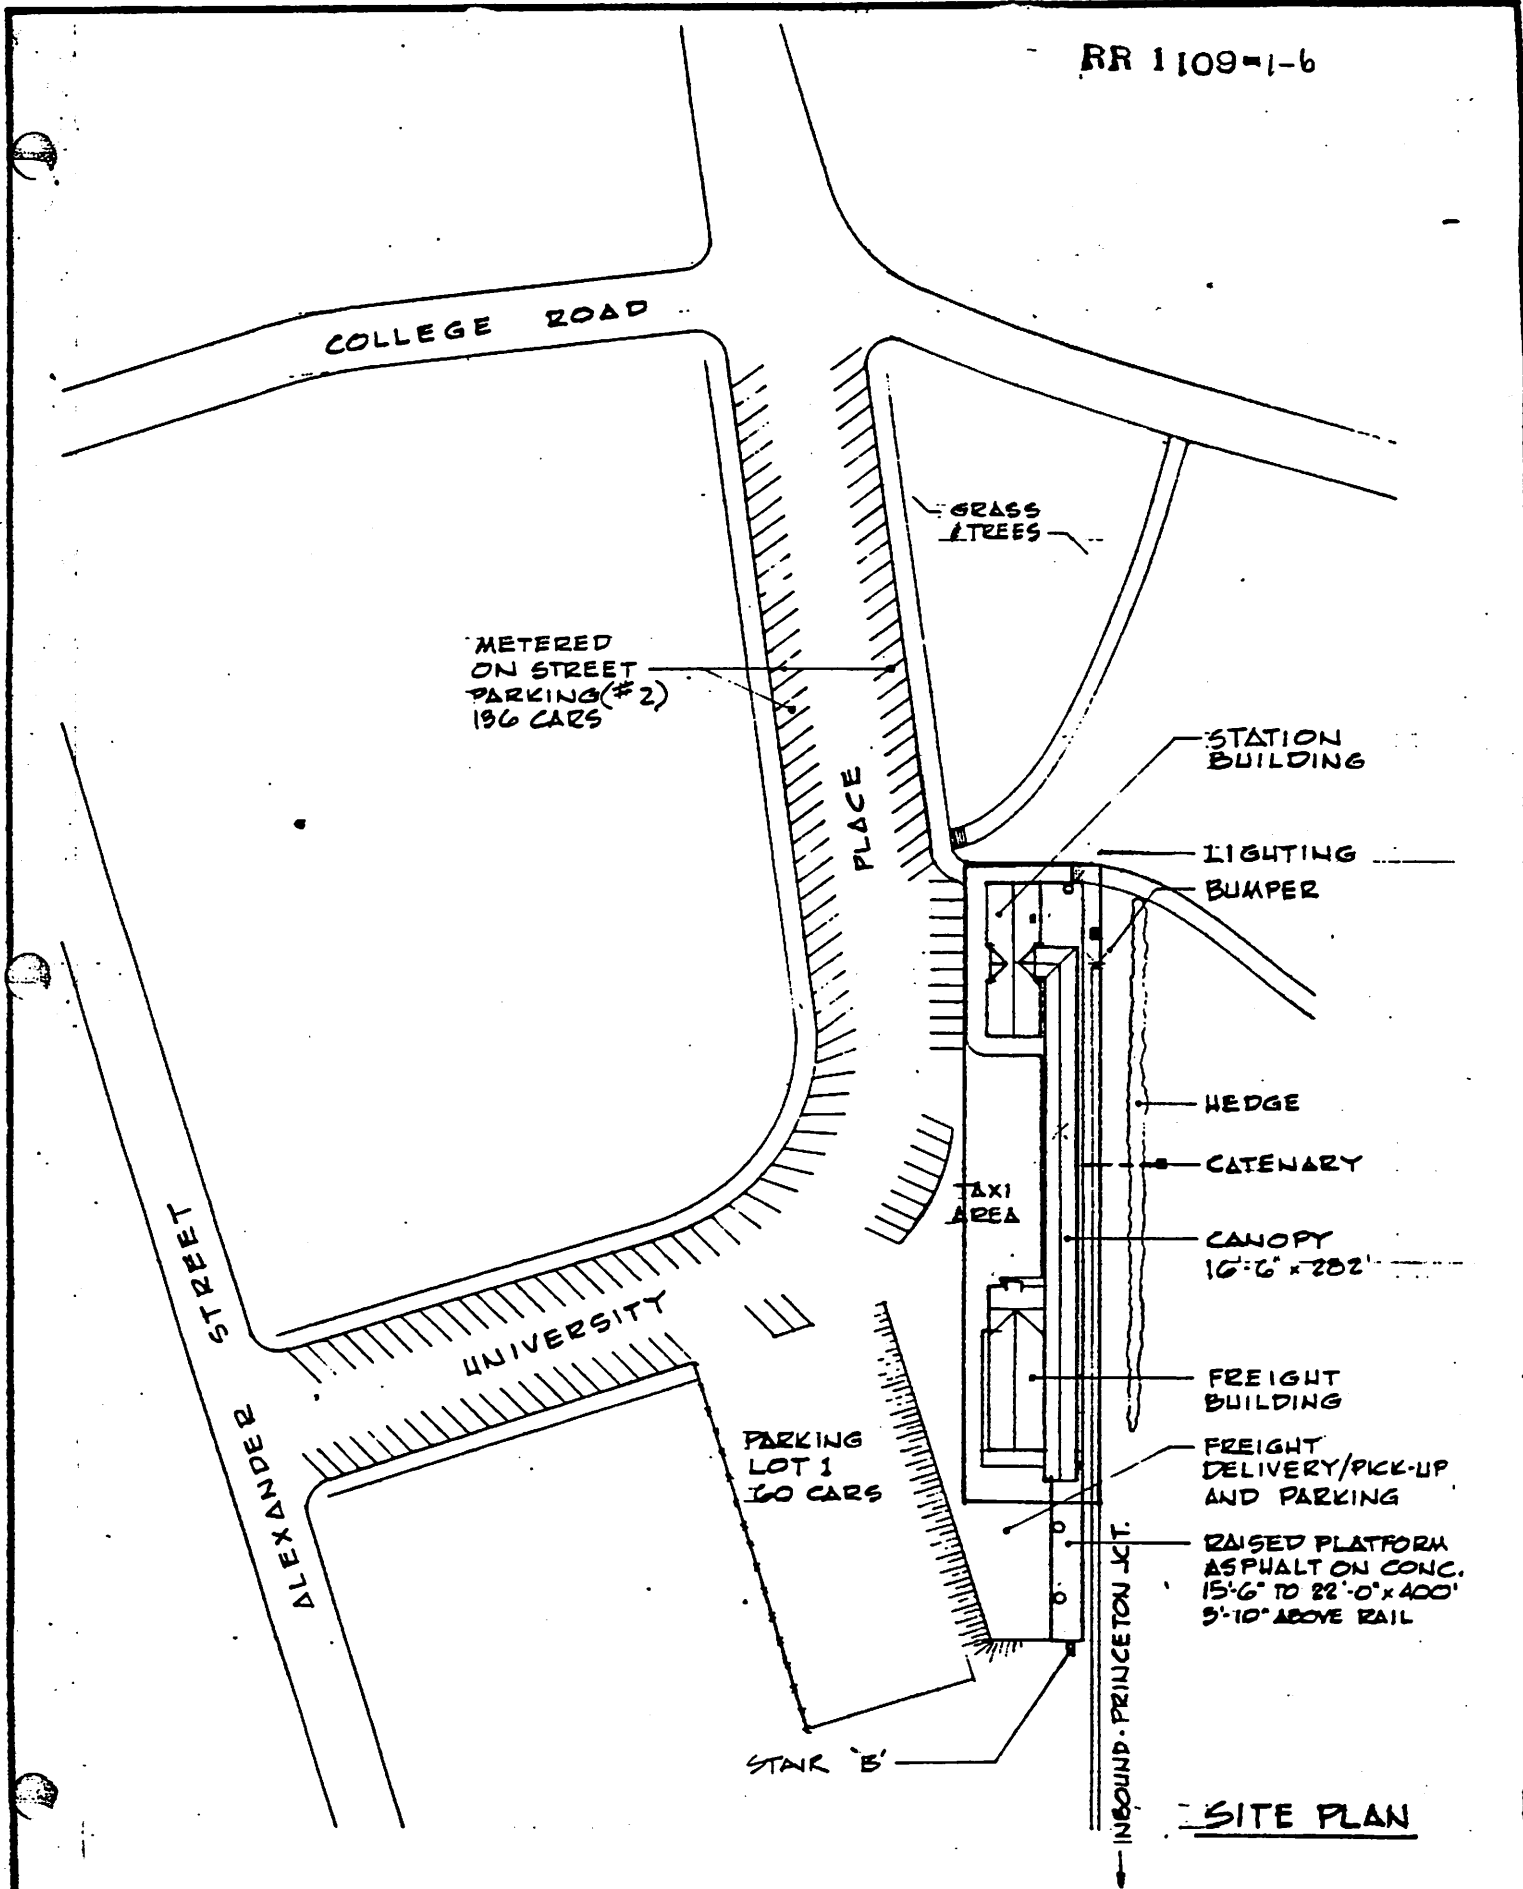 RR 1109-1-6
COLLEGE ROAD
GRASS
& TREES
METERED
ON STREET
PARKING (#2)
136 CARS
STATION
BUILDING
PLACE
LIGHTING
BUMPER
HEDGE
CATENARY
TAXI
AREA
CANOPY
16'-6" x 282'
STREET
UNIVERSITY
FREIGHT
BUILDING
ALEXANDER
PARKING
LOT 1
60 CARS
FREIGHT
DELIVERY/PICK-UP
AND PARKING
RAISED PLATFORM
ASPHALT ON CONC.
15'-6" TO 22'-0" x 400'
3'-10" ABOVE RAIL
INBOUND·PRINCETON JCT.
STAIR 'B'
SITE PLAN